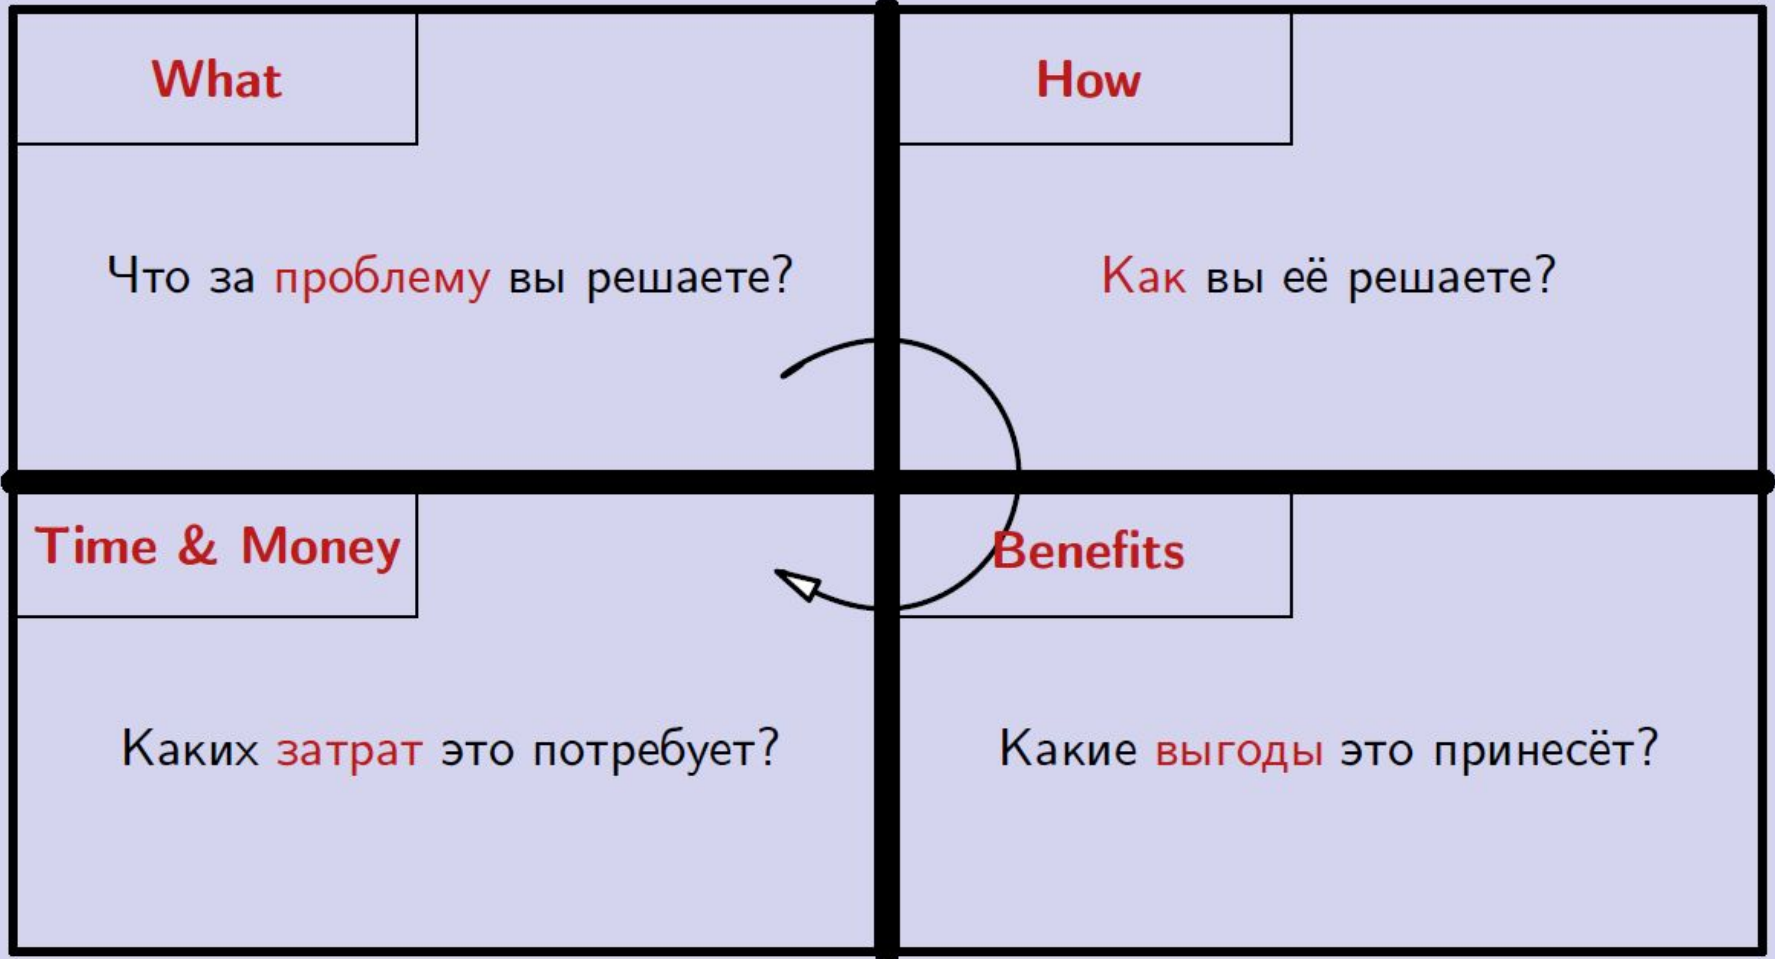 What
Что за проблему вы решаете?
How
Как вы её решаете?
Time & Money
Каких затрат это потребует?
Benefits
Какие выгоды это принесёт?